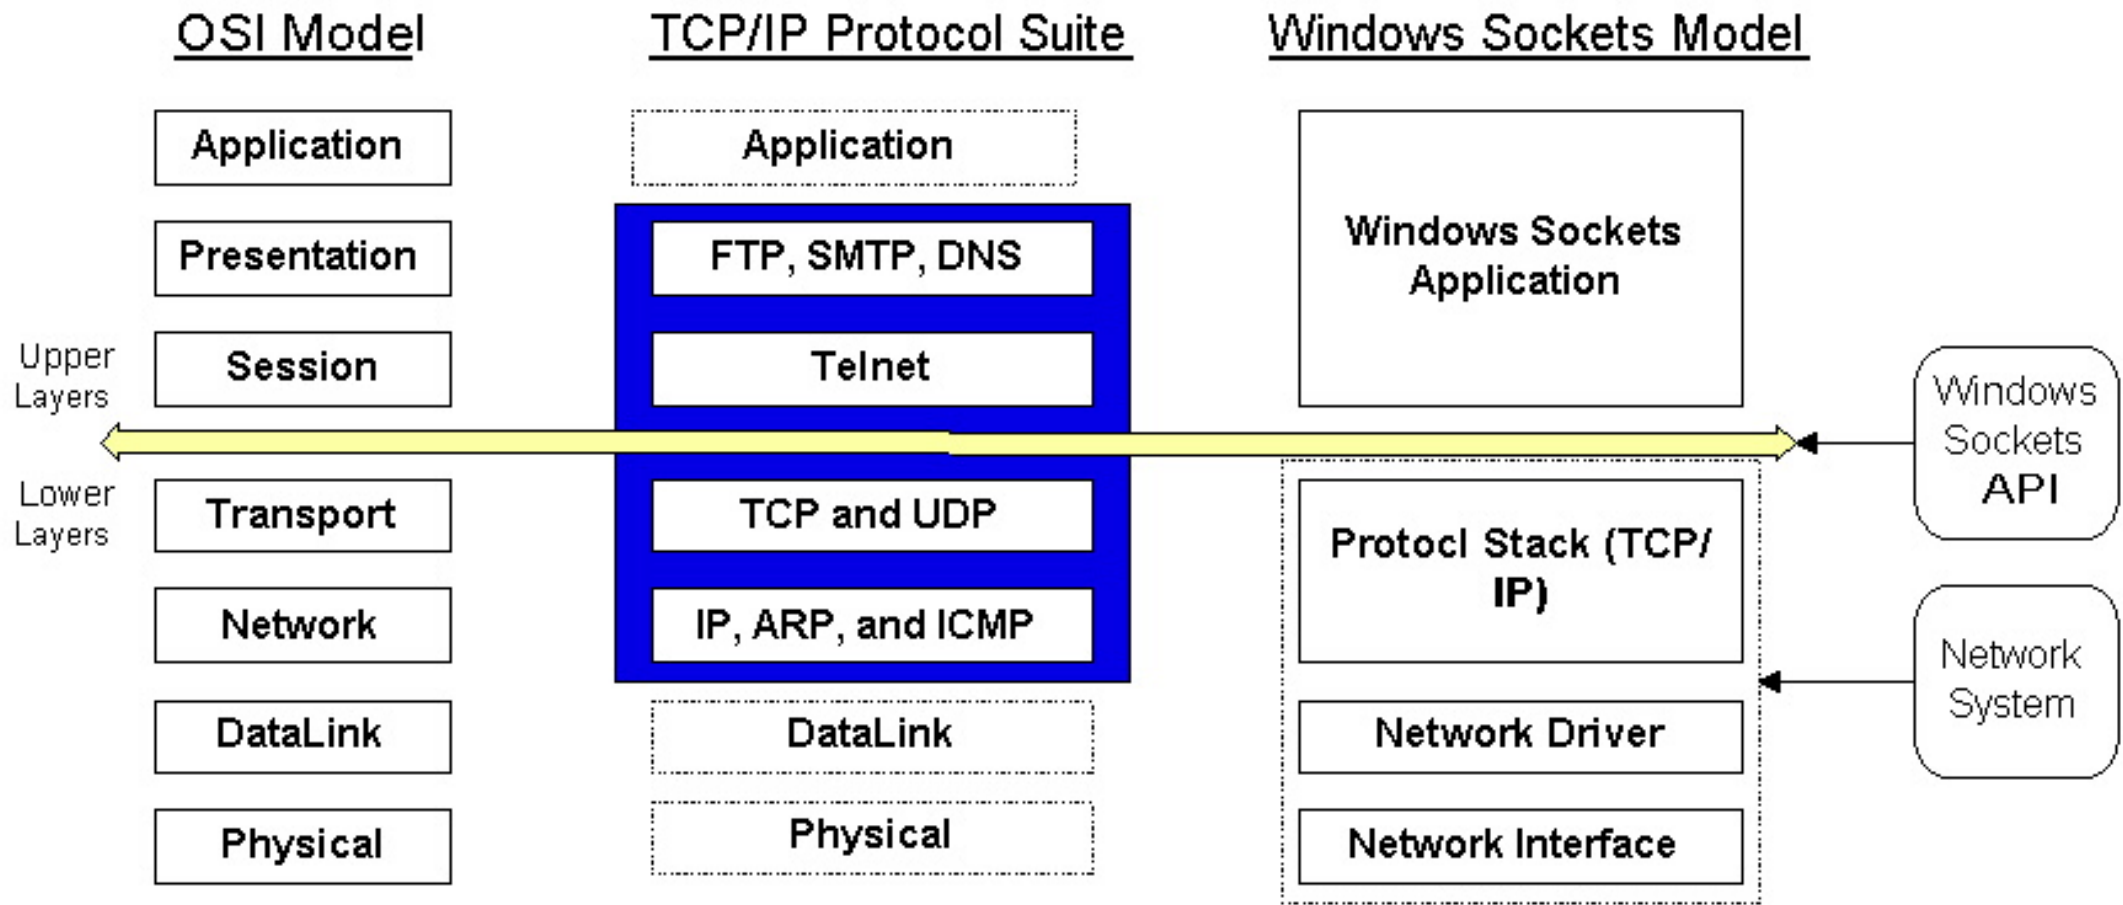 OSI Model
TCP/IP Protocol Suite
Windows Sockets Model
Application
Application
Presentation
FTP, SMTP, DNS
Windows Sockets
Application
Upper
Layers
Session
Telnet
Windows
Sockets
API
Lower
Layers
Transport
TCP and UDP
Protocl Stack (TCP/
IP)
Network
IP, ARP, and ICMP
Network
System
DataLink
DataLink
Network Driver
Physical
Physical
Network Interface